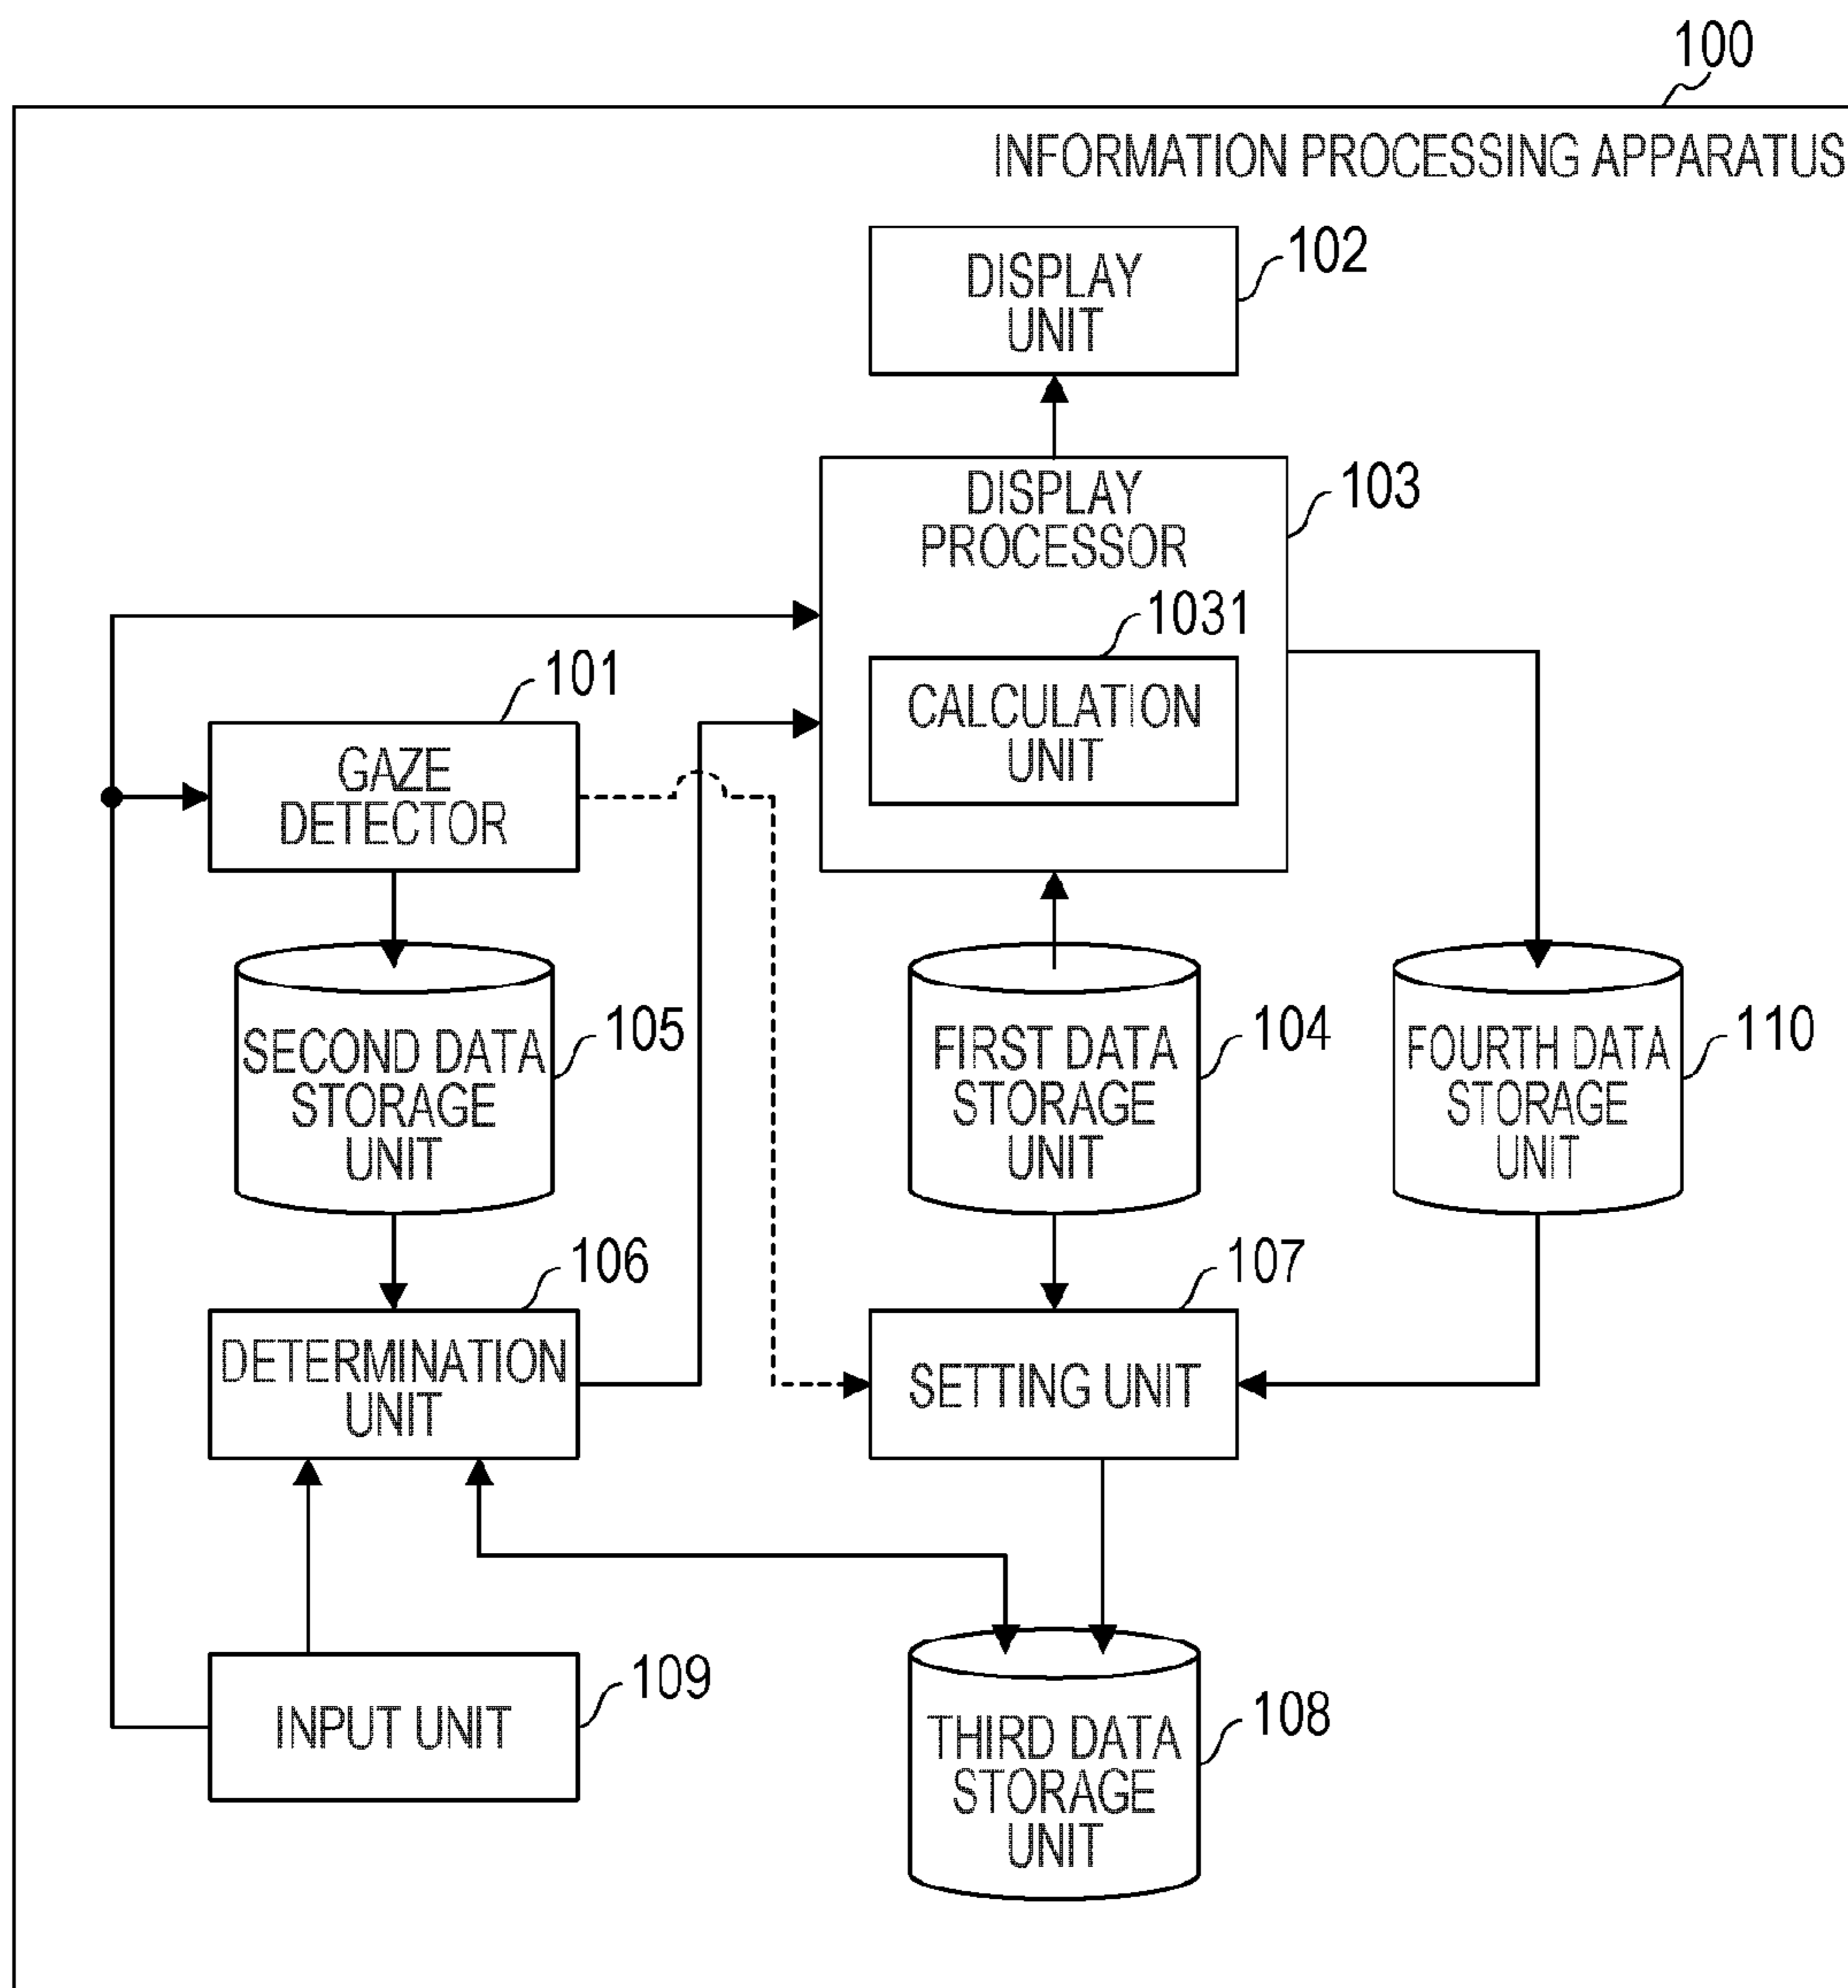 100
INFORMATION PROCESSING APPARATUS
DISPLAY
UNIT
102
DISPLAY
PROCESSOR
103
1031
CALCULATION
UNIT
101
GAZE
DETECTOR
SECOND DATA
STORAGE
UNIT
105
FIRST DATA
STORAGE
UNIT
104
FOURTH DATA
STORAGE
UNIT
110
106
DETERMINATION
UNIT
107
SETTING UNIT
INPUT UNIT
109
THIRD DATA
STORAGE
UNIT
108